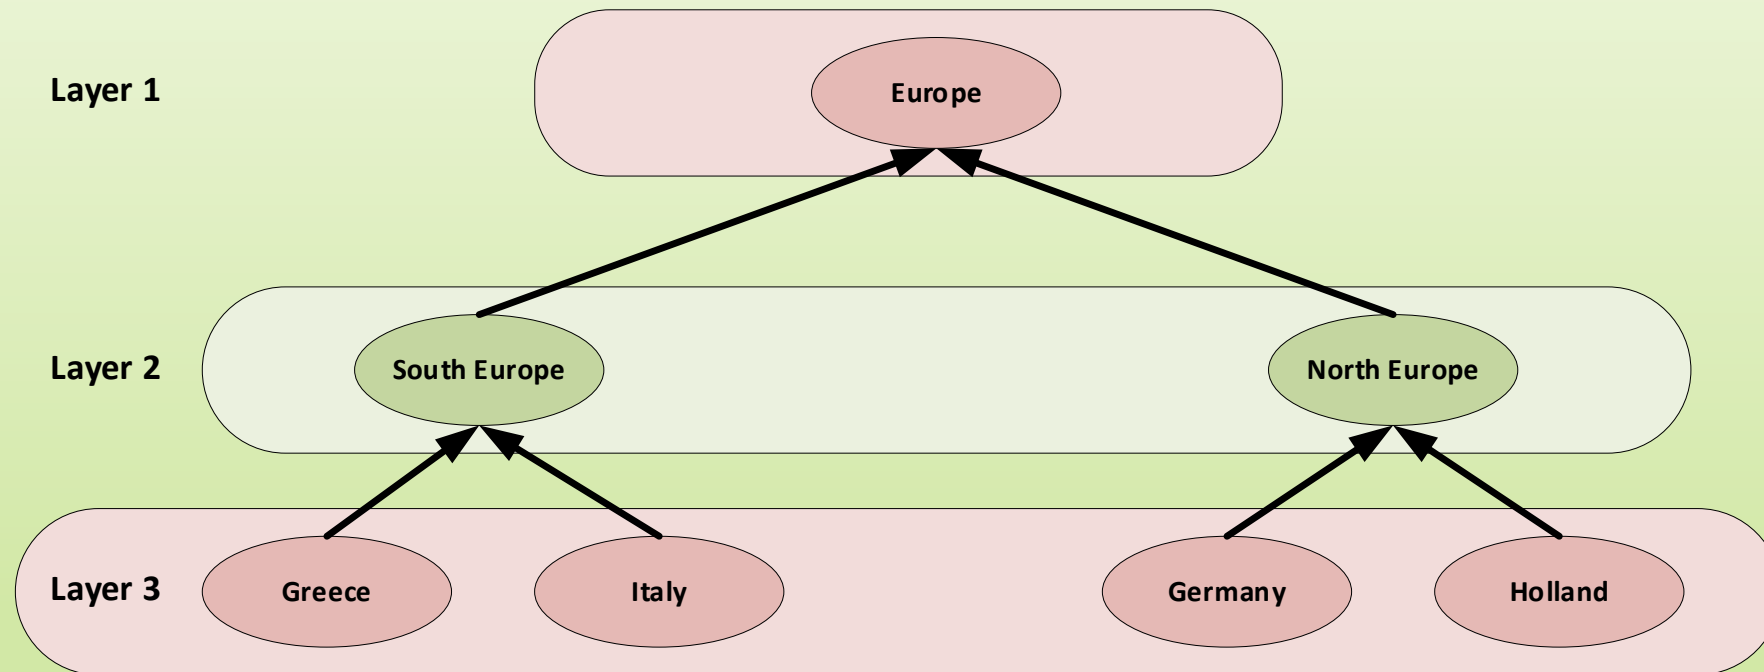 Layer 1
Europe
Layer 2
South Europe
North Europe
Layer 3
Greece
Italy
Germany
Holland